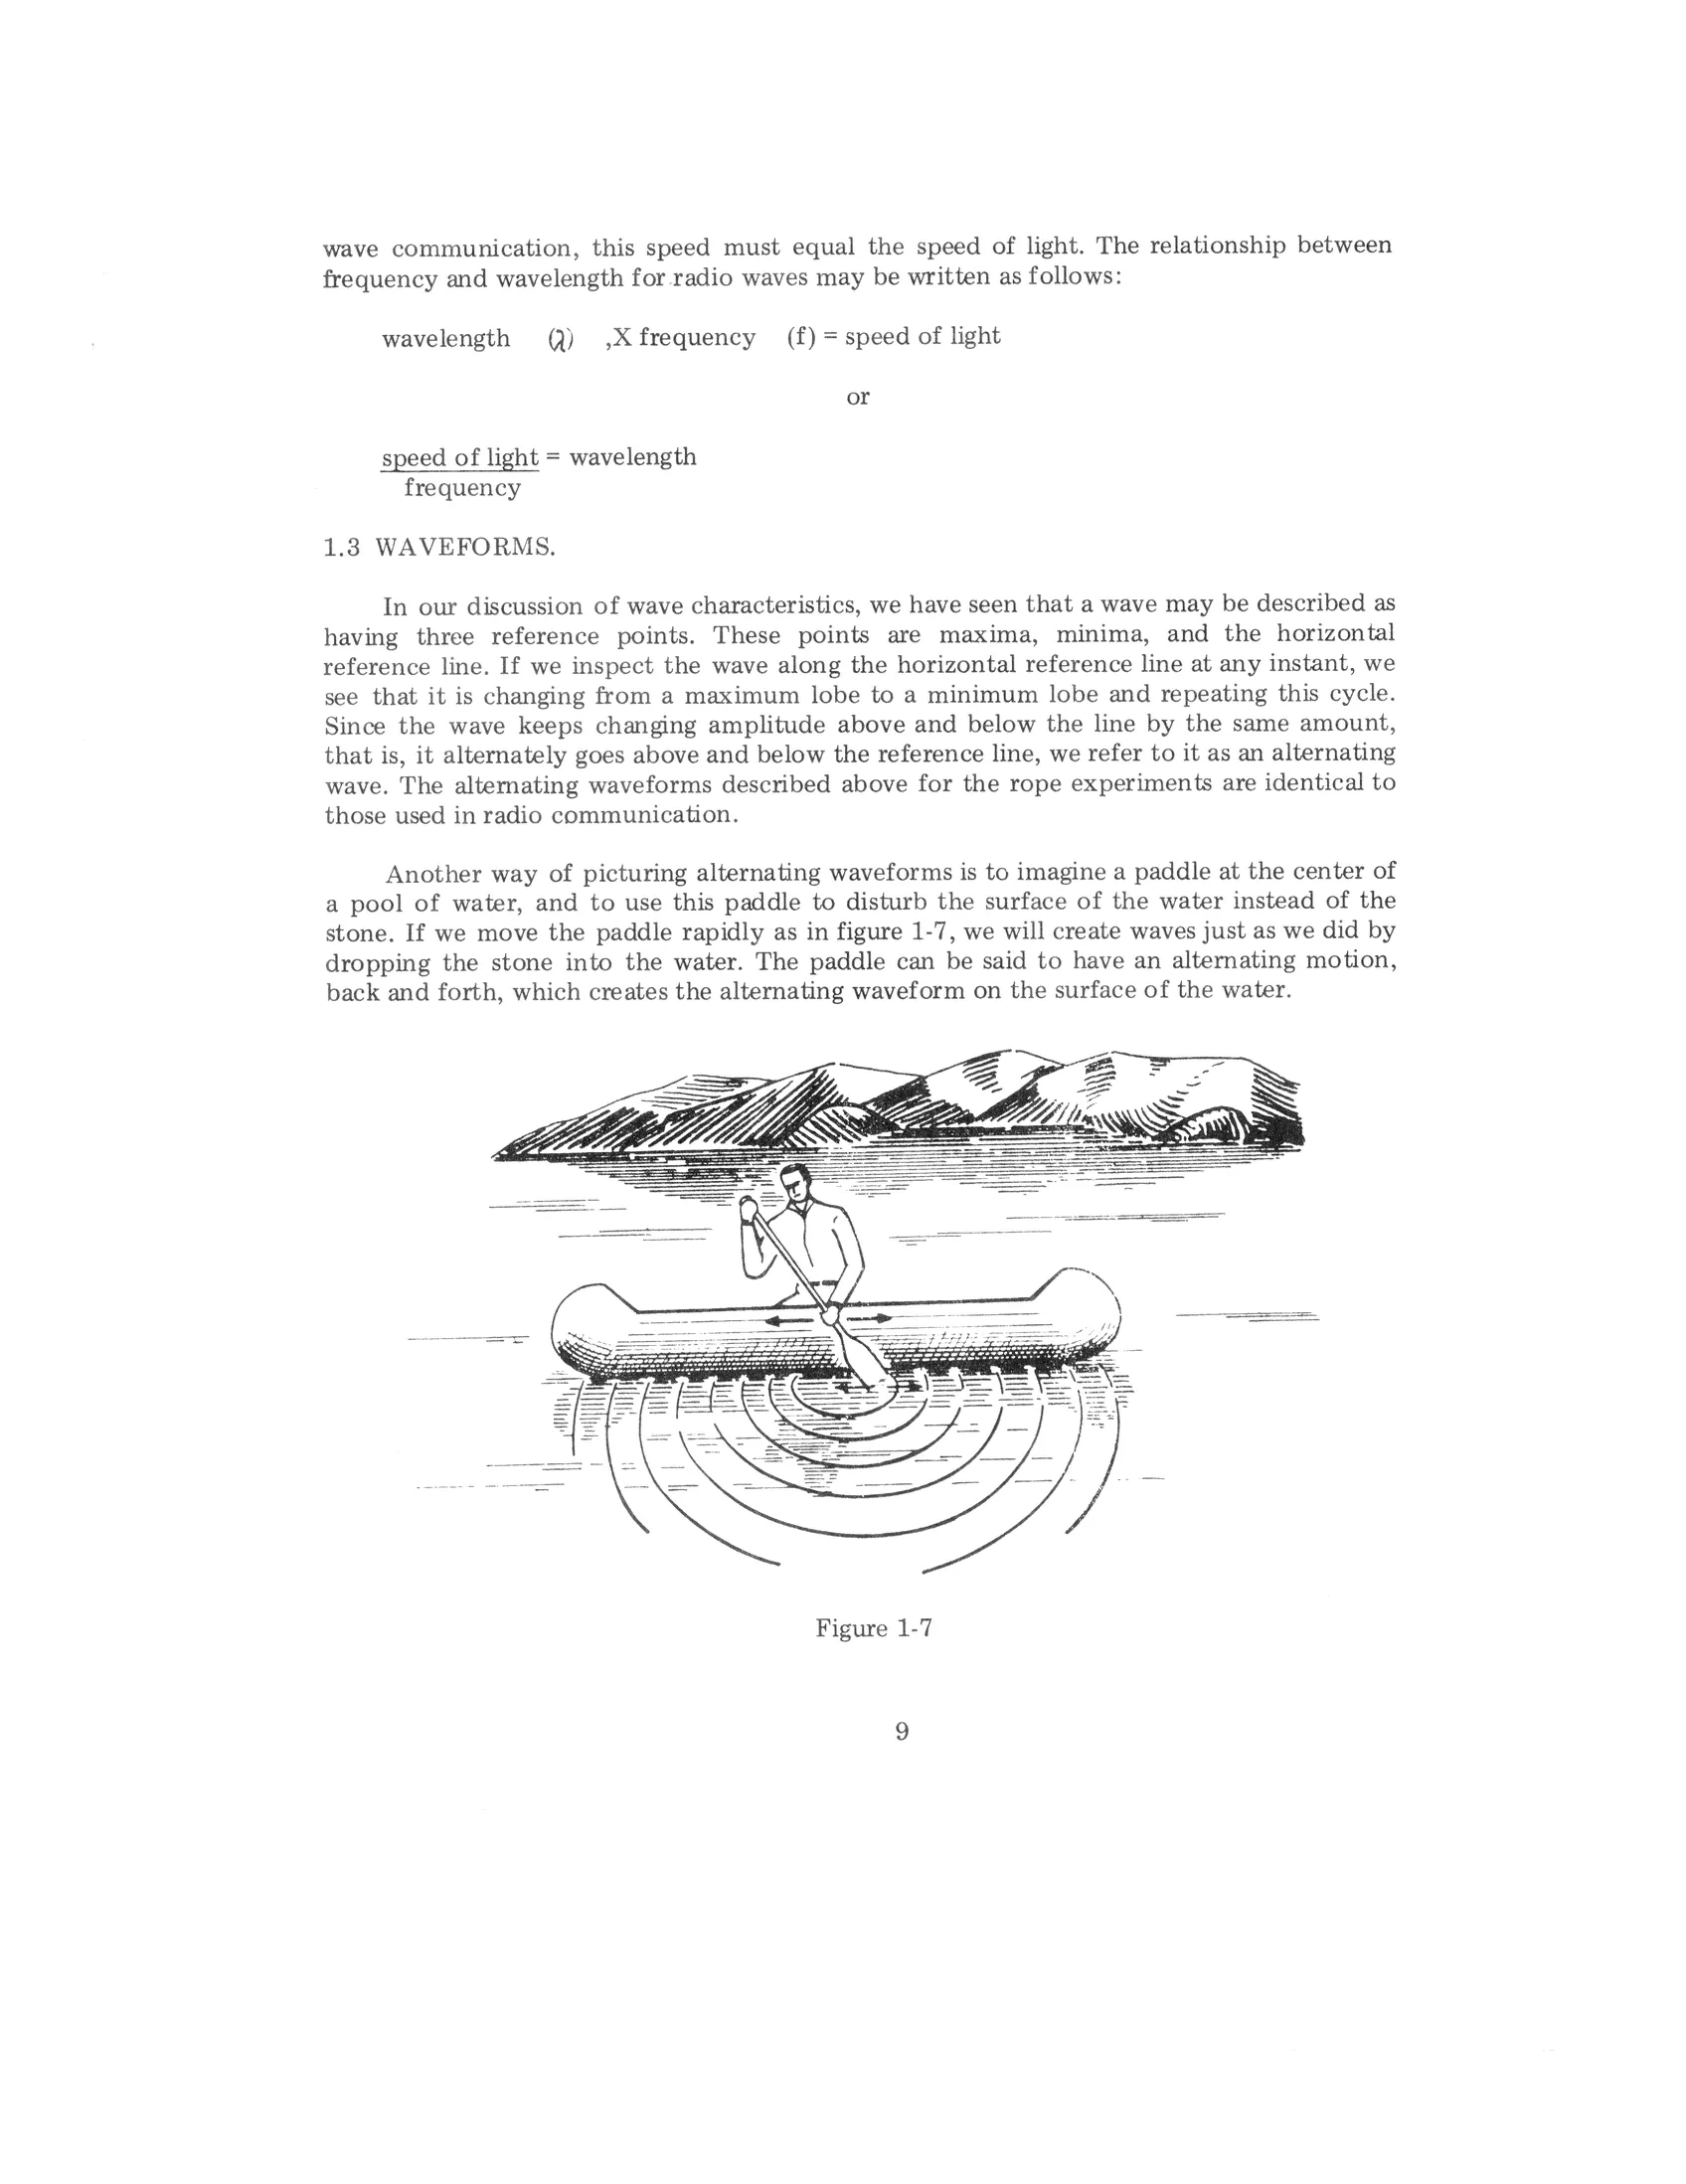 wave communication, this speed must equal the speed of light. The relationship between
frequency and wavelength for radio waves may be written as follows:
wavelength (λ) ,X frequency (f) = speed of light
or
speed of light = wavelength
frequency
1.3 WAVEFORMS.
In our discussion of wave characteristics, we have seen that a wave may be described as
having three reference points. These points are maxima, minima, and the horizontal
reference line. If we inspect the wave along the horizontal reference line at any instant, we
see that it is changing from a maximum lobe to a minimum lobe and repeating this cycle.
Since the wave keeps changing amplitude above and below the line by the same amount,
that is, it alternately goes above and below the reference line, we refer to it as an alternating
wave. The alternating waveforms described above for the rope experiments are identical to
those used in radio communication.
Another way of picturing alternating waveforms is to imagine a paddle at the center of
a pool of water, and to use this paddle to disturb the surface of the water instead of the
stone. If we move the paddle rapidly as in figure 1-7, we will create waves just as we did by
dropping the stone into the water. The paddle can be said to have an alternating motion,
back and forth, which creates the alternating waveform on the surface of the water.
Figure 1-7
9